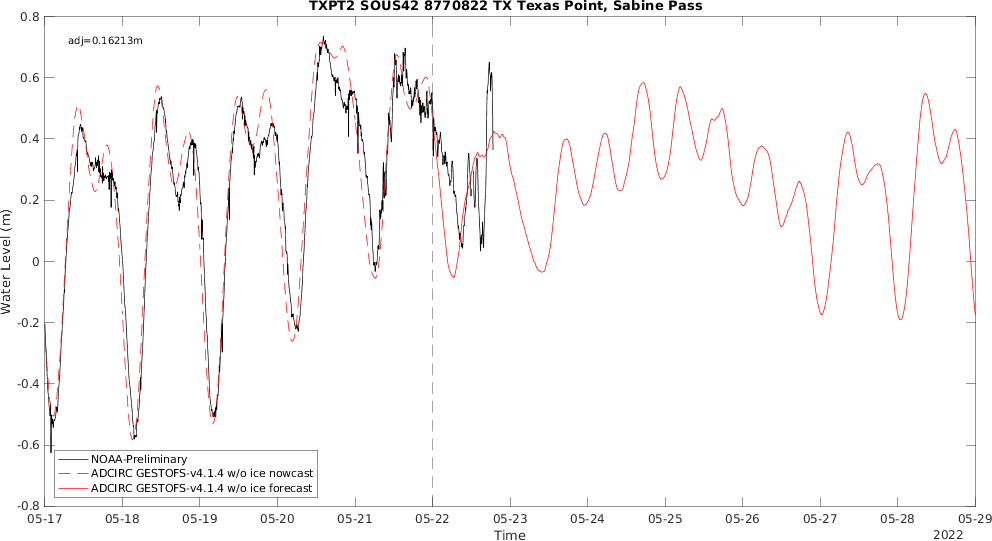 TXPT2 SOUS42 8770822 TX Texas Point, Sabine Pass
adj=0.16213m
0.8
0.6
0.4
0.2
0
-0.2
-0.4
-0.6
-0.8
Water Level (m)
NOAA-Preliminary
ADCIRC GESTOFS-v4.1.4 w/o ice nowcast
ADCIRC GESTOFS-v4.1.4 w/o ice forecast
05-17 05-18 05-19 05-20 05-21 05-22 05-23 05-24 05-25 05-26 05-27 05-28 05-29
Time
2022